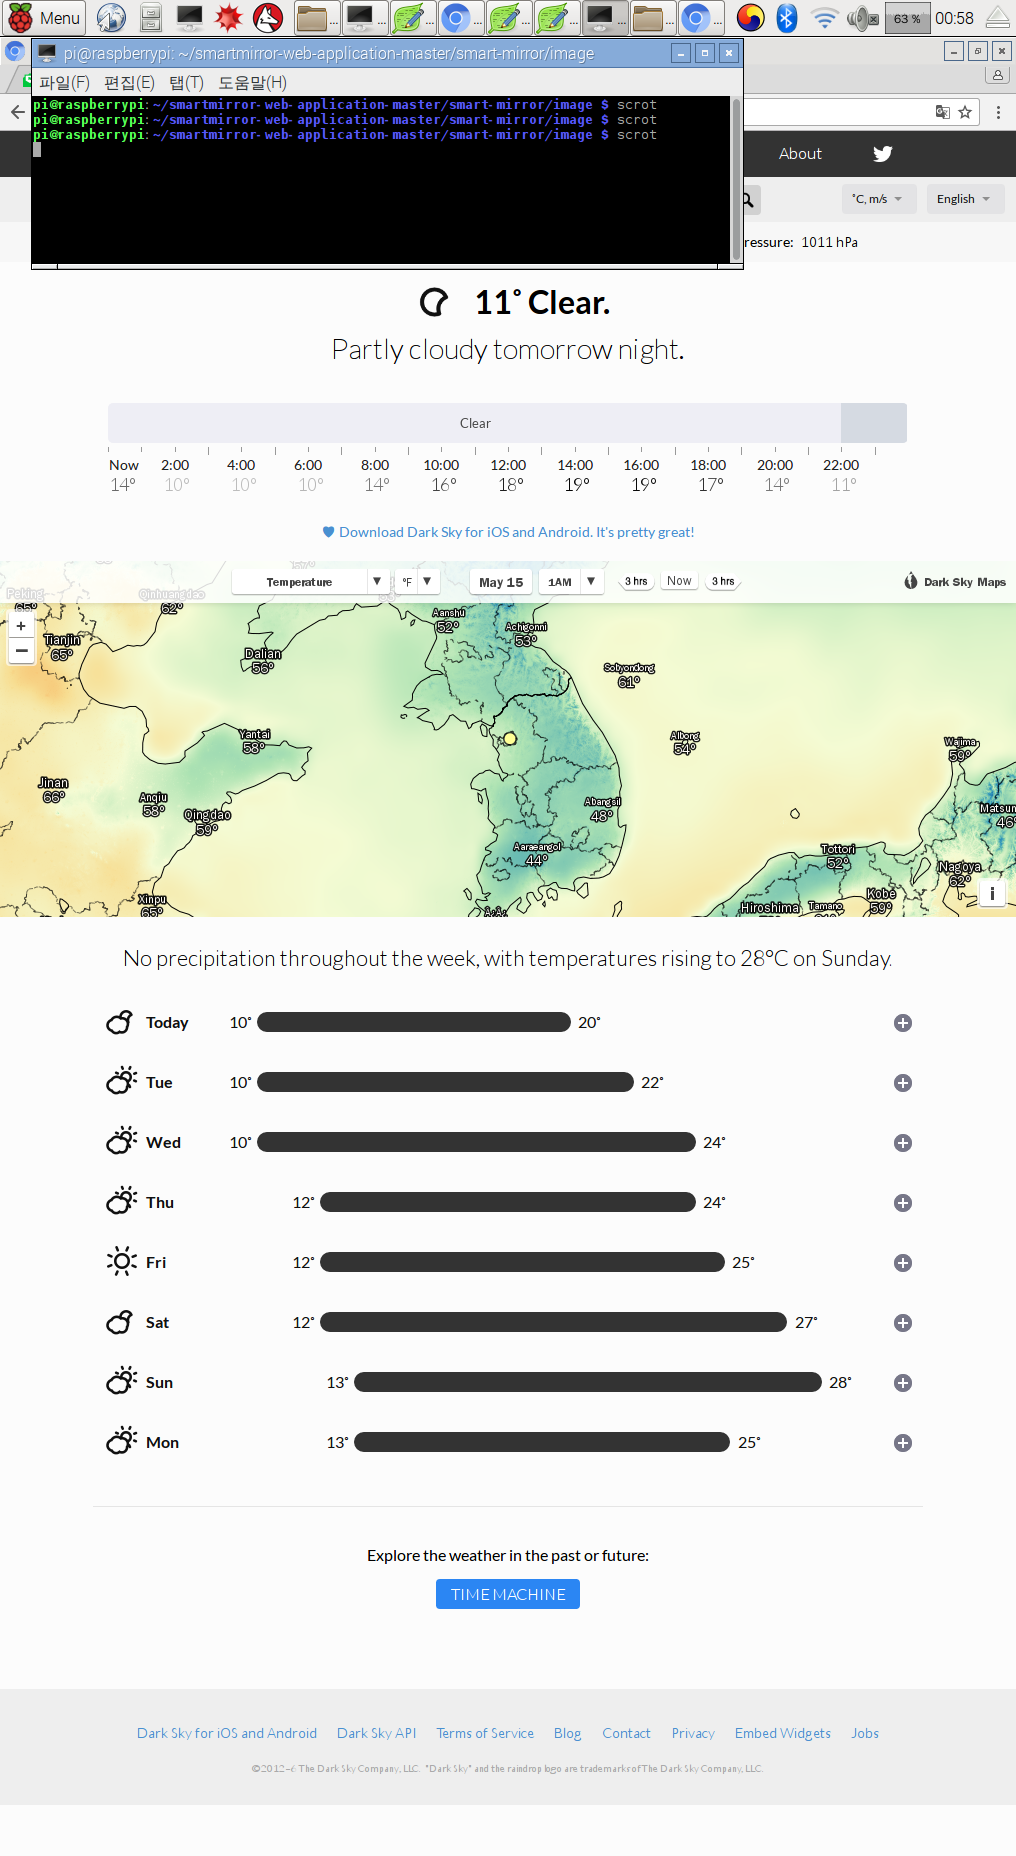 Menu
63 %
00:58
pi@raspberrypi: ~/smartmirror-web-application-master/smart-mirror/image
파일(F) 편집(E) 탭(T) 도움말(H)
pi@raspberrypi:~/smartmirror-web-application-master/smart-mirror/image $ scrot
pi@raspberrypi:~/smartmirror-web-application-master/smart-mirror/image $ scrot
pi@raspberrypi:~/smartmirror-web-application-master/smart-mirror/image $ scrot
About
˚C, m/s English
ressure: 1011 hPa
11˚ Clear.
Partly cloudy tomorrow night.
Clear
Now 2:00 4:00 6:00 8:00 10:00 12:00 14:00 16:00 18:00 20:00 22:00
14° 10° 10° 10° 14° 16° 18° 19° 19° 17° 14° 11°
Download Dark Sky for iOS and Android. It's pretty great!
Temperature ▼ °F ▼ May 15 1AM ▼ 3 hrs Now 3 hrs Dark Sky Maps
Peking
65°
Qinhuangdao
62°
+
−
Tianjin
65°
Dalian
56°
Aanshü
52°
Achigonni
53°
Sobyondong
61°
Yantai
58°
Albong
54°
Wajima
59°
Jinan
66°
Anqiu
58°
Qingdao
59°
Abangsil
48°
Matsum
46°
Aaraeangol
44°
Tottori
52°
Nagoya
62°
Xinpu
65°
Hiroshima
Tamano
Kobe
59°
i
No precipitation throughout the week, with temperatures rising to 28°C on Sunday.
Today 10˚ 20˚
Tue 10˚ 22˚
Wed 10˚ 24˚
Thu 12˚ 24˚
Fri 12˚ 25˚
Sat 12˚ 27˚
Sun 13˚ 28˚
Mon 13˚ 25˚
Explore the weather in the past or future:
TIME MACHINE
Dark Sky for iOS and Android Dark Sky API Terms of Service Blog Contact Privacy Embed Widgets Jobs
©2012–6 The Dark Sky Company, LLC. "Dark Sky" and the raindrop logo are trademarks of The Dark Sky Company, LLC.